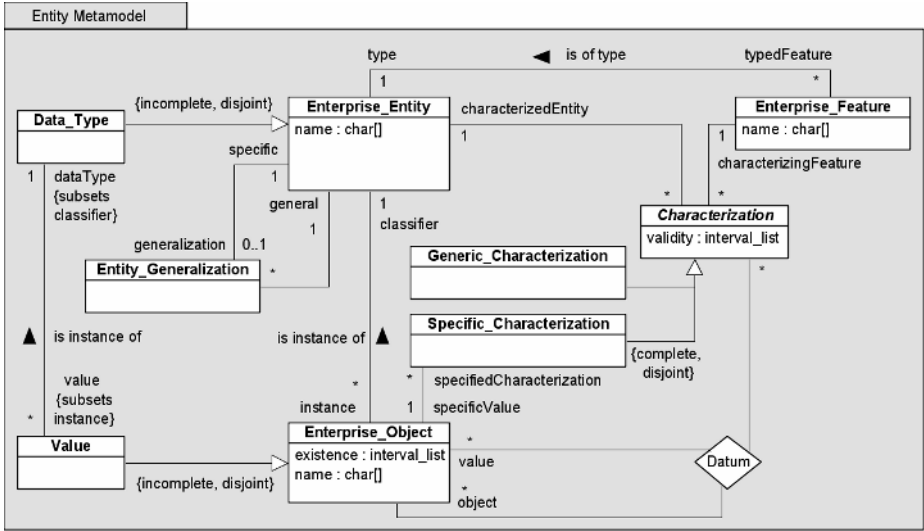 Entity Metamodel
type
is of type
typedFeature
1
*
{incomplete, disjoint}
Data_Type
Enterprise_Entity
name : char[]
characterizedEntity
1
Enterprise_Feature
name : char[]
1
characterizingFeature
specific
1
general
1
1
classifier
1
dataType
{subsets
classifier}
*
*
Characterization
validity : interval_list
*
generalization
0..1
Entity_Generalization
*
Generic_Characterization
Specific_Characterization
{complete,
disjoint}
is instance of
is instance of
value
{subsets
instance}
*
*
instance
*
specifiedCharacterization
1
specificValue
Value
Enterprise_Object
existence : interval_list
name : char[]
*
value
Datum
{incomplete, disjoint}
*
object